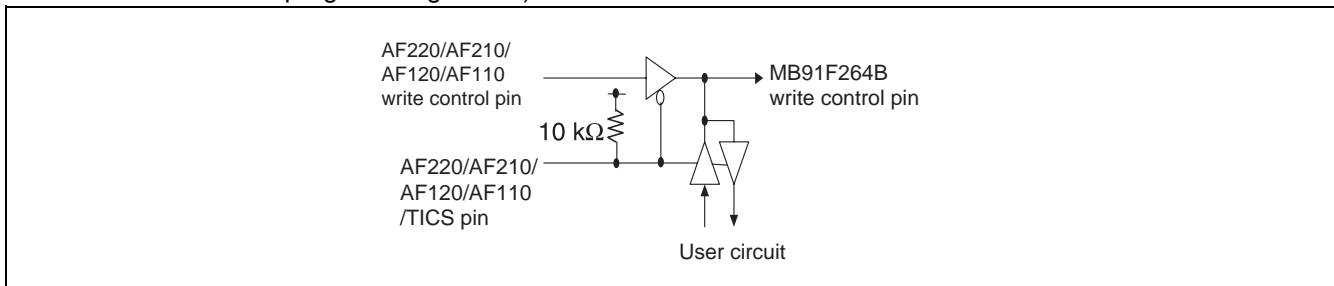 AF220/AF210/
AF120/AF110
write control pin
MB91F264B
write control pin
10 kΩ
AF220/AF210/
AF120/AF110
/TICS pin
User circuit